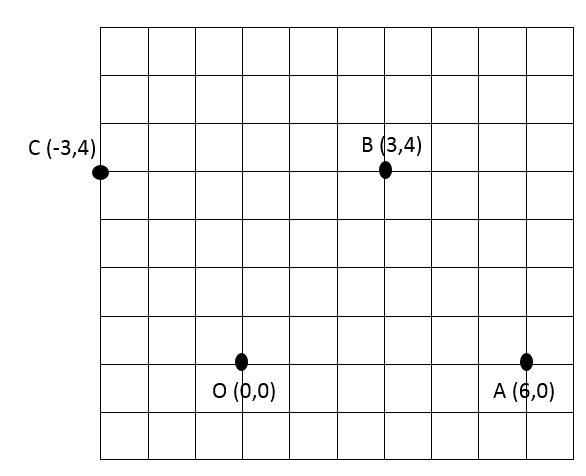 B (3,4)
C (-3,4)
O (0,0)
A (6,0)